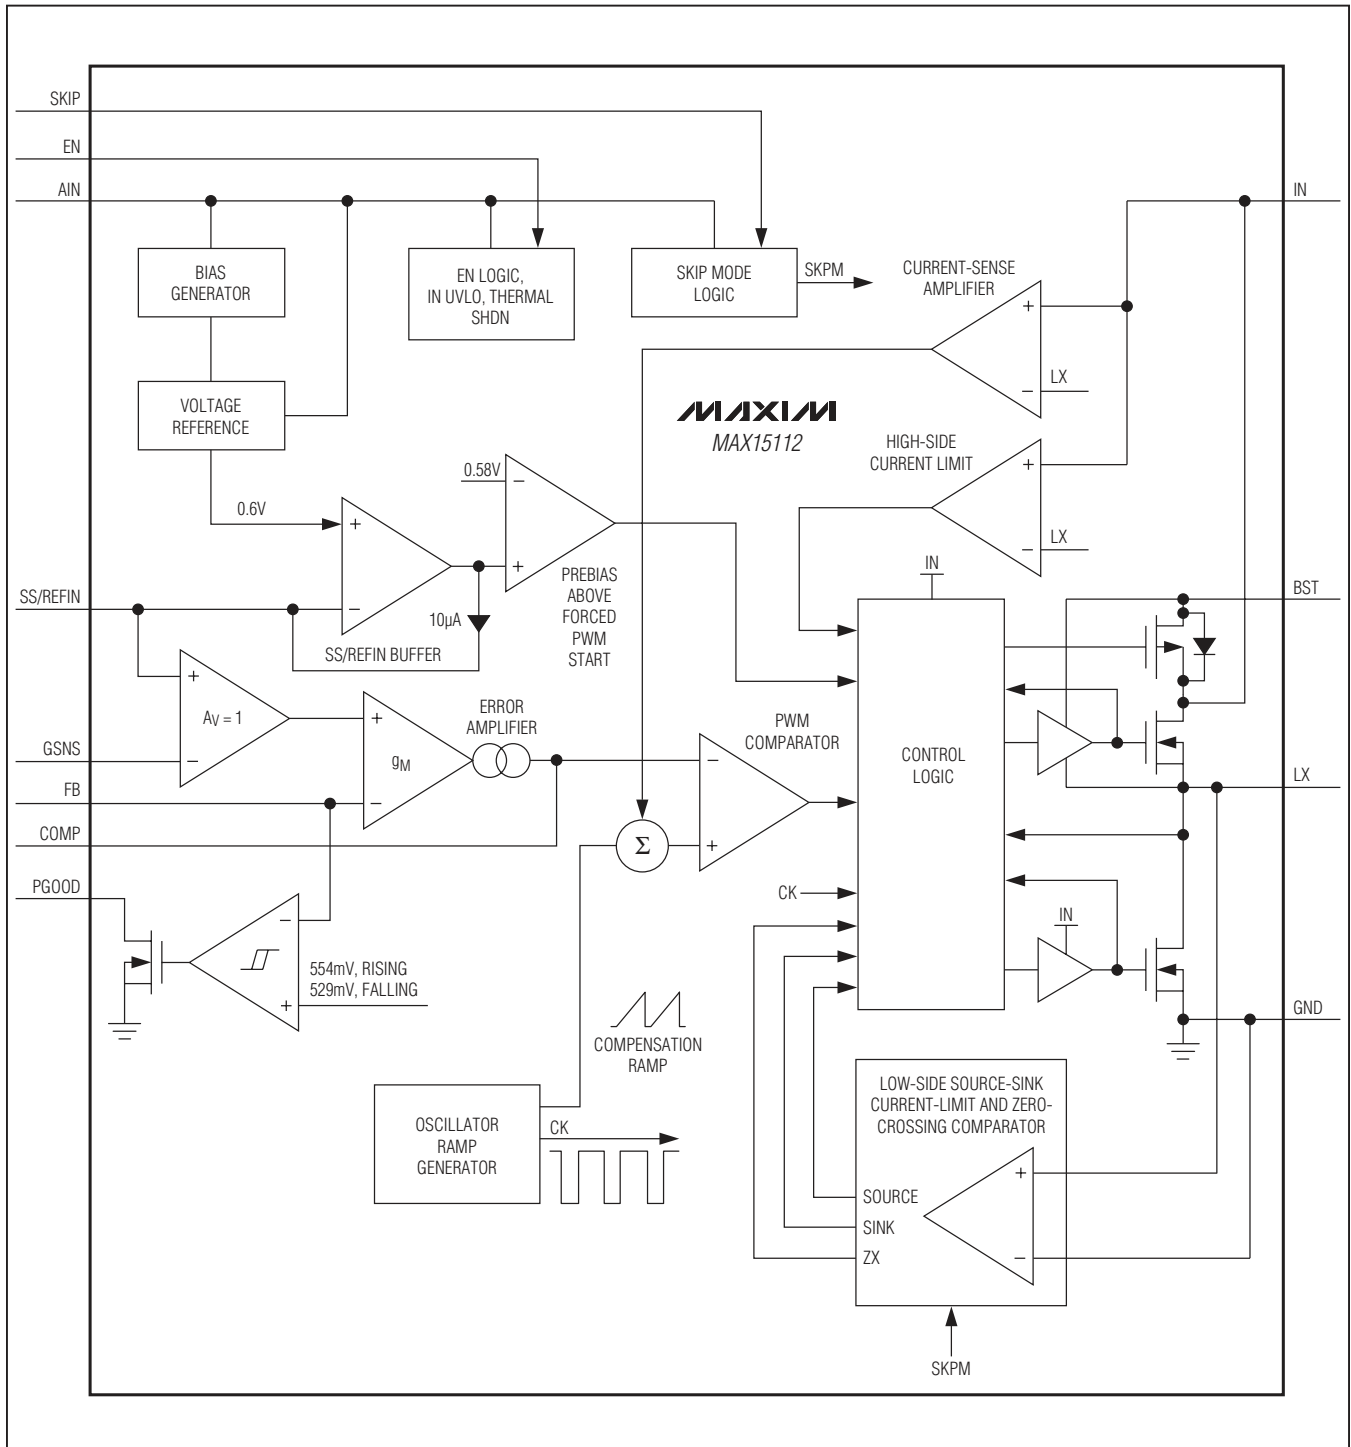 SKIP
EN
AIN
IN
BIAS
GENERATOR
EN LOGIC,
IN UVLO, THERMAL
SHDN
SKIP MODE
LOGIC
SKPM
CURRENT-SENSE
AMPLIFIER
+
−
LX
VOLTAGE
REFERENCE
MAXIM
MAX15112
HIGH-SIDE
CURRENT LIMIT
+
−
LX
0.58V
−
+
0.6V
+
−
PREBIAS
ABOVE
FORCED
PWM
START
IN
SS/REFIN
10µA
SS/REFIN BUFFER
BST
+
AV = 1
−
ERROR
AMPLIFIER
+
gM
−
PWM
COMPARATOR
−
+
CONTROL
LOGIC
GSNS
FB
COMP
PGOOD
LX
Σ
CK
IN
−
554mV, RISING
529mV, FALLING
+
GND
COMPENSATION
RAMP
OSCILLATOR
RAMP
GENERATOR
CK
LOW-SIDE SOURCE-SINK
CURRENT-LIMIT AND ZERO-
CROSSING COMPARATOR
+
−
SOURCE
SINK
ZX
SKPM